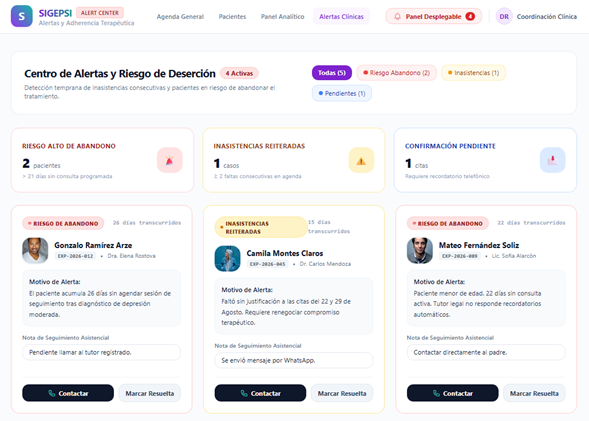 S
SIGEPSI
ALERT CENTER
Alertas y Adherencia Terapéutica
Agenda General
Pacientes
Panel Analítico
Alertas Clínicas
Panel Desplegable 4
DR
Coordinación Clínica
Centro de Alertas y Riesgo de Deserción
4 Activas
Detección temprana de inasistencias consecutivas y pacientes en riesgo de abandonar el
tratamiento.
Todas (5)
Riesgo Abandono (2)
Inasistencias (1)
Pendientes (1)
RIESGO ALTO DE ABANDONO
2 pacientes
> 21 días sin consulta programada
INASISTENCIAS REITERADAS
1 casos
≥ 2 faltas consecutivas en agenda
CONFIRMACIÓN PENDIENTE
1 citas
Requiere recordatorio telefónico
RIESGO DE ABANDONO
26 días transcurridos
Gonzalo Ramírez Arze
EXP-2026-012 • Dra. Elena Rostova
Motivo de Alerta:
El paciente acumula 26 días sin agendar sesión de
seguimiento tras diagnóstico de depresión
moderada.
Nota de Seguimiento Asistencial
Pendiente llamar al tutor registrado.
Contactar
Marcar Resuelta
INASISTENCIAS
REITERADAS
15 días
transcurridos
Camila Montes Claros
EXP-2026-045 • Dr. Carlos Mendoza
Motivo de Alerta:
Faltó sin justificación a las citas del 22 y 29 de
Agosto. Requiere renegociar compromiso
terapéutico.
Nota de Seguimiento Asistencial
Se envió mensaje por WhatsApp.
Contactar
Marcar Resuelta
RIESGO DE ABANDONO
22 días transcurridos
Mateo Fernández Soliz
EXP-2026-089 • Lic. Sofía Alarcón
Motivo de Alerta:
Paciente menor de edad. 22 días sin consulta
activa. Tutor legal no responde recordatorios
automáticos.
Nota de Seguimiento Asistencial
Contactar directamente al padre.
Contactar
Marcar Resuelta